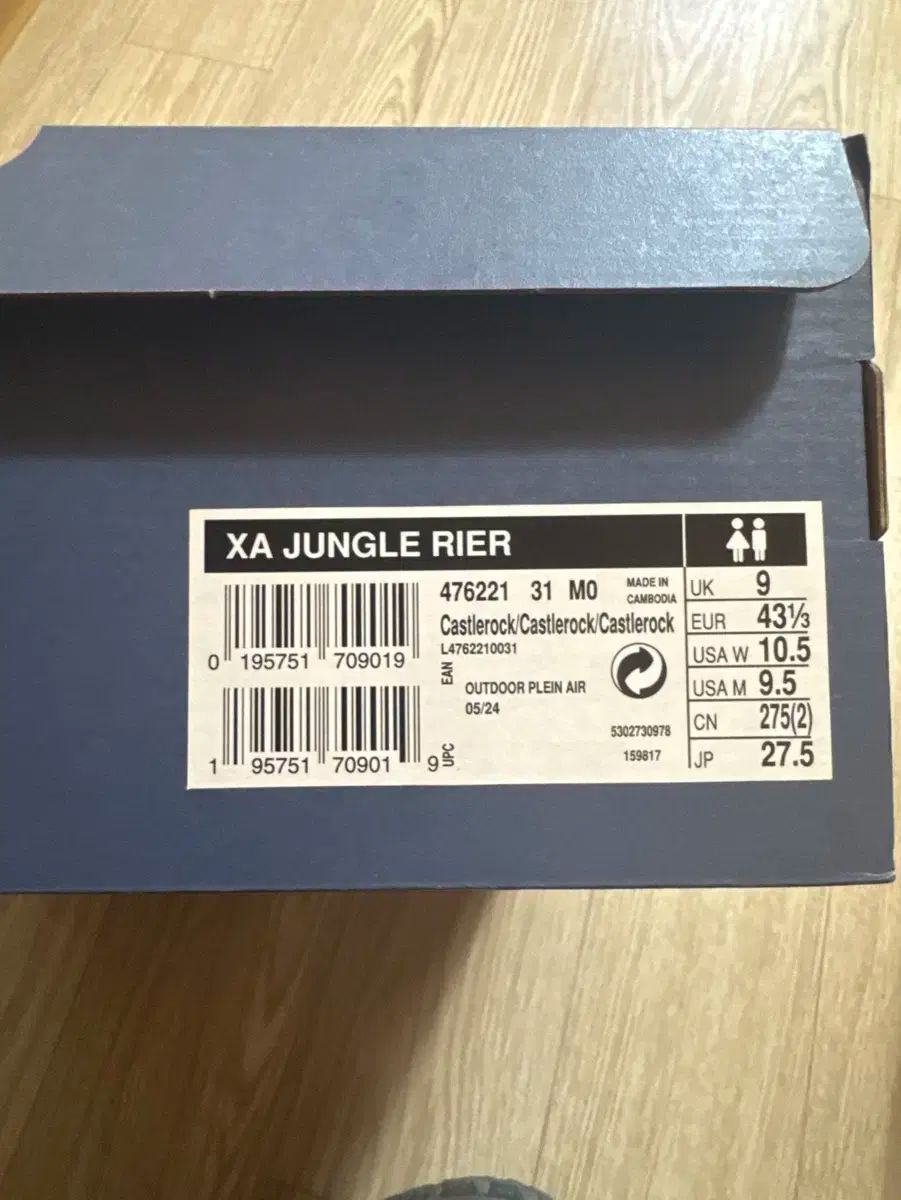 XA JUNGLE RIER
476221 31 M0
MADE IN
CAMBODIA
Castlerock/Castlerock/Castlerock
L4762210031
0 195751 709019
EAN
OUTDOOR PLEIN AIR
05/24
5302730978
159817
1 95751 70901 9
UPC
UK 9
EUR 43⅓
USA W 10.5
USA M 9.5
CN 275(2)
JP 27.5